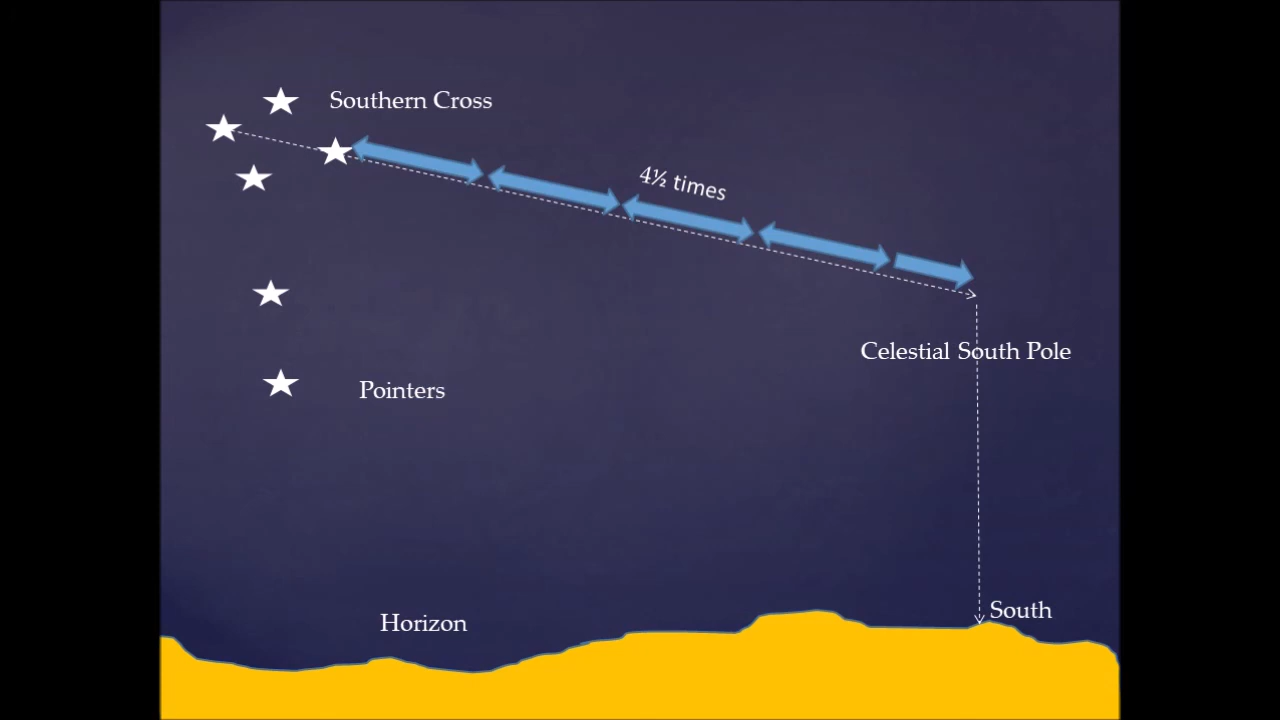 Southern Cross
4½ times
Celestial South Pole
Pointers
South
Horizon